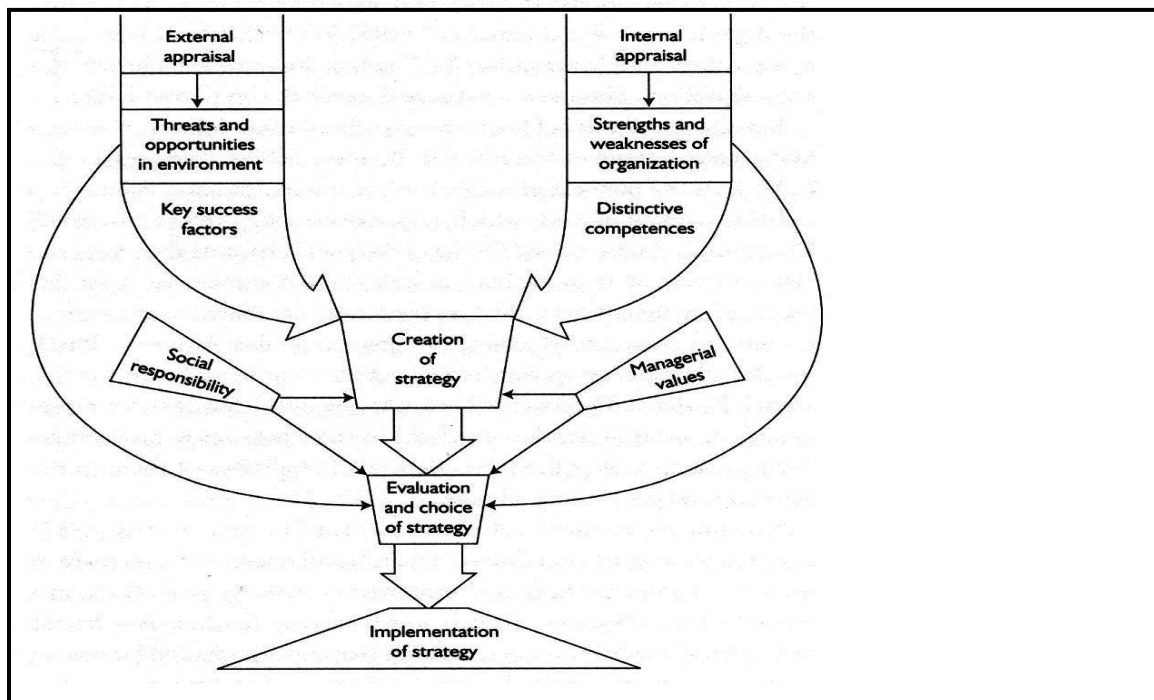 External
appraisal
Internal
appraisal
Threats and
opportunities
in environment
Strengths and
weaknesses of
organization
Key success
factors
Distinctive
competences
Creation
of
strategy
Social
responsibility
Managerial
values
Evaluation
and choice
of strategy
Implementation
of strategy